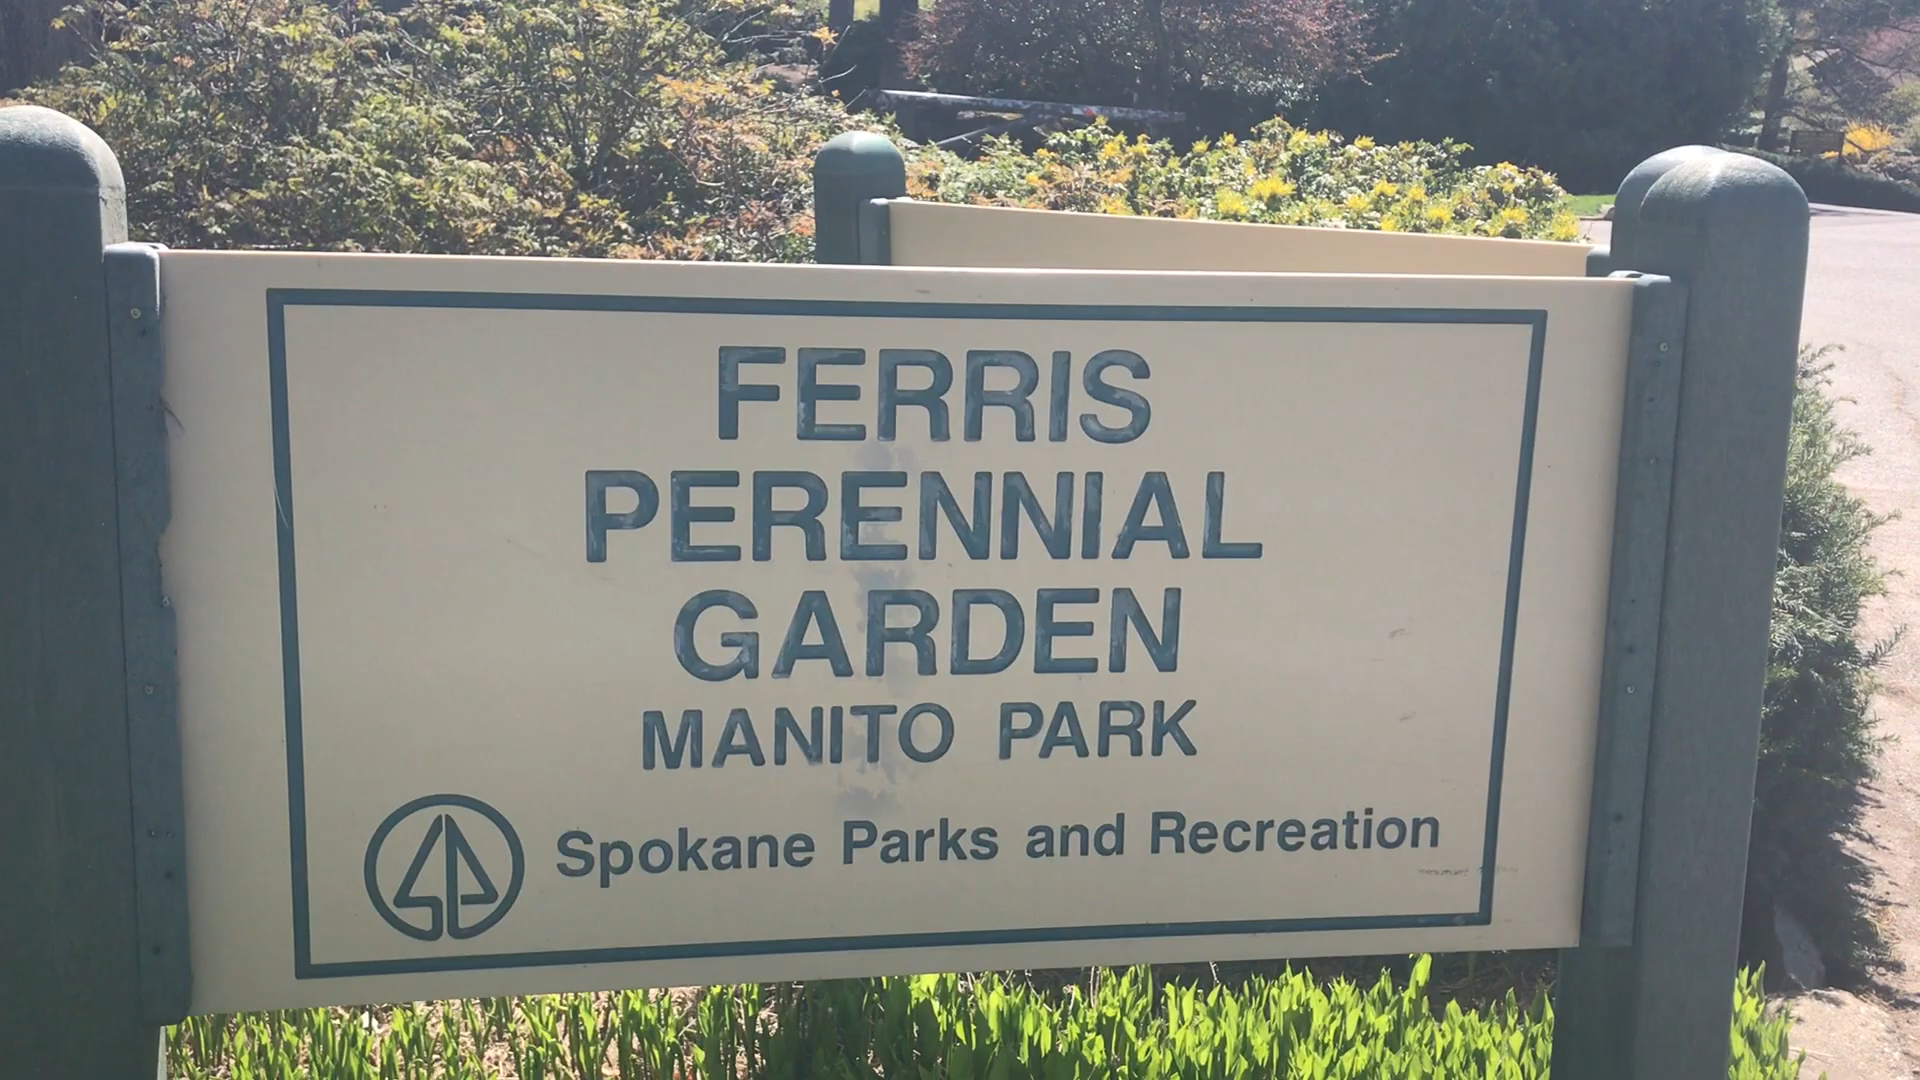 FERRIS
PERENNIAL
GARDEN
MANITO PARK
Spokane Parks and Recreation